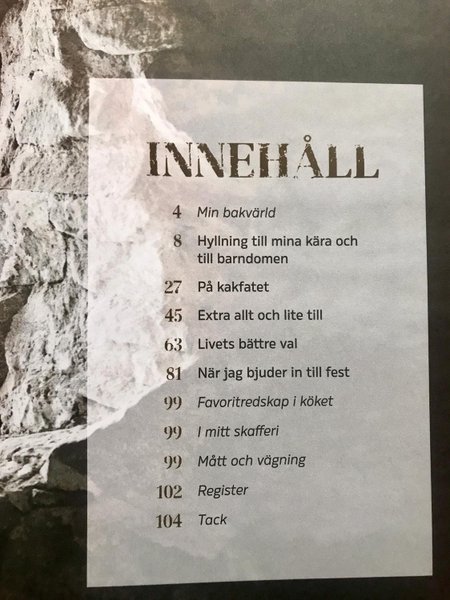 INNEHÅLL
4 Min bakvärld
8 Hyllning till mina kära och
till barndomen
27 På kakfatet
45 Extra allt och lite till
63 Livets bättre val
81 När jag bjuder in till fest
99 Favoritredskap i köket
99 I mitt skafferi
99 Mått och vägning
102 Register
104 Tack